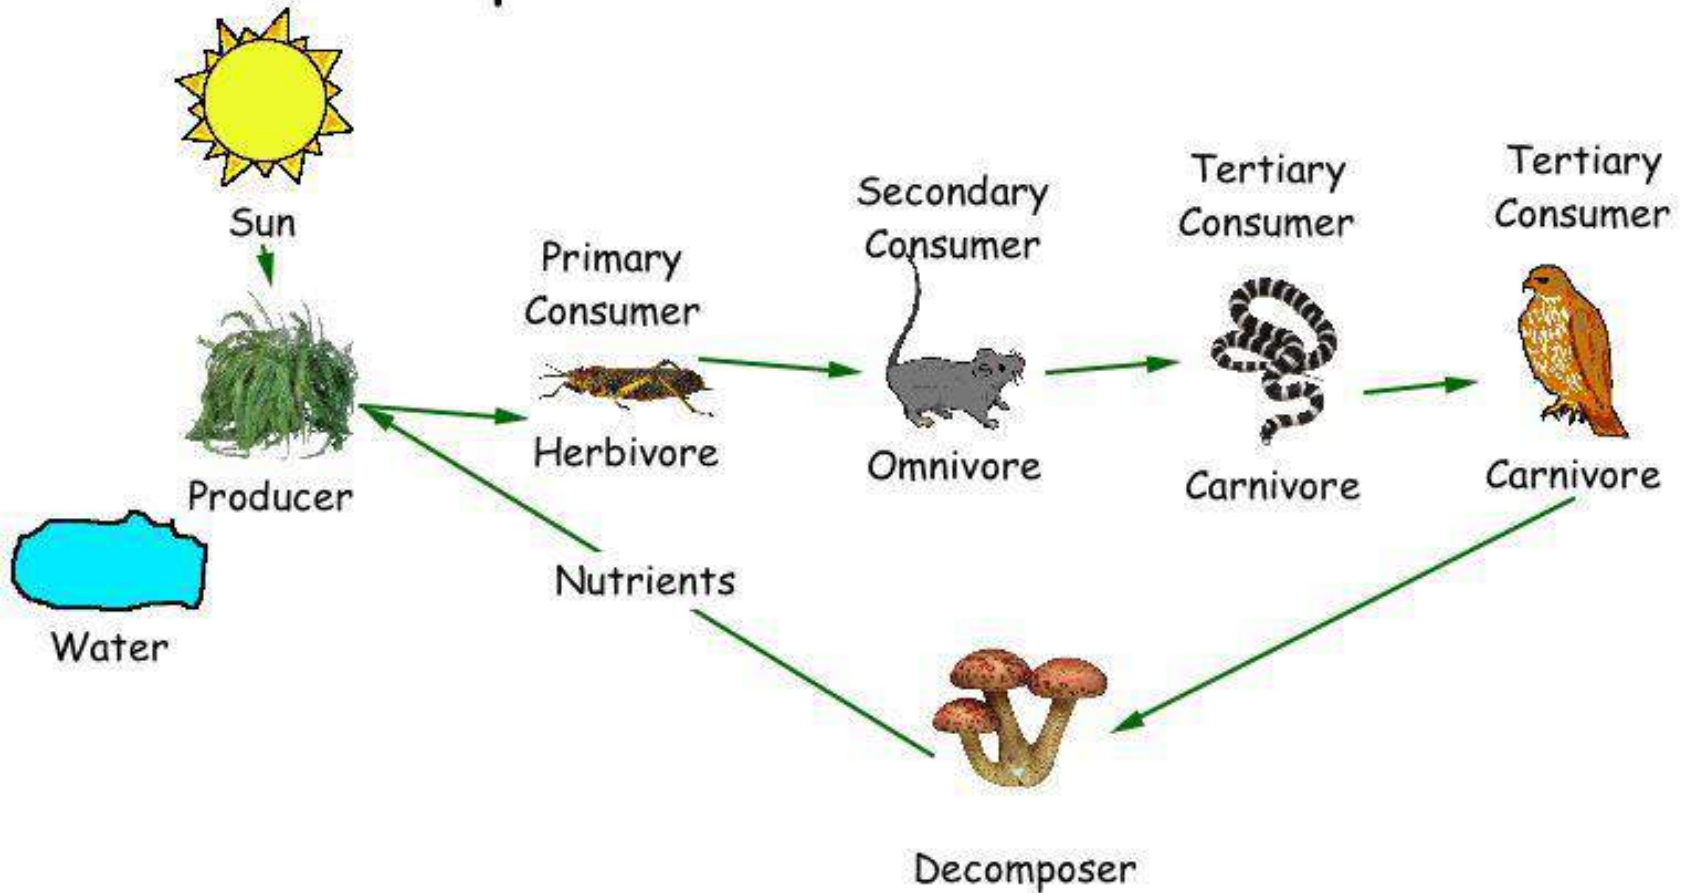 Sun
Producer
Water
Primary
Consumer
Herbivore
Secondary
Consumer
Omnivore
Tertiary
Consumer
Carnivore
Tertiary
Consumer
Carnivore
Nutrients
Decomposer